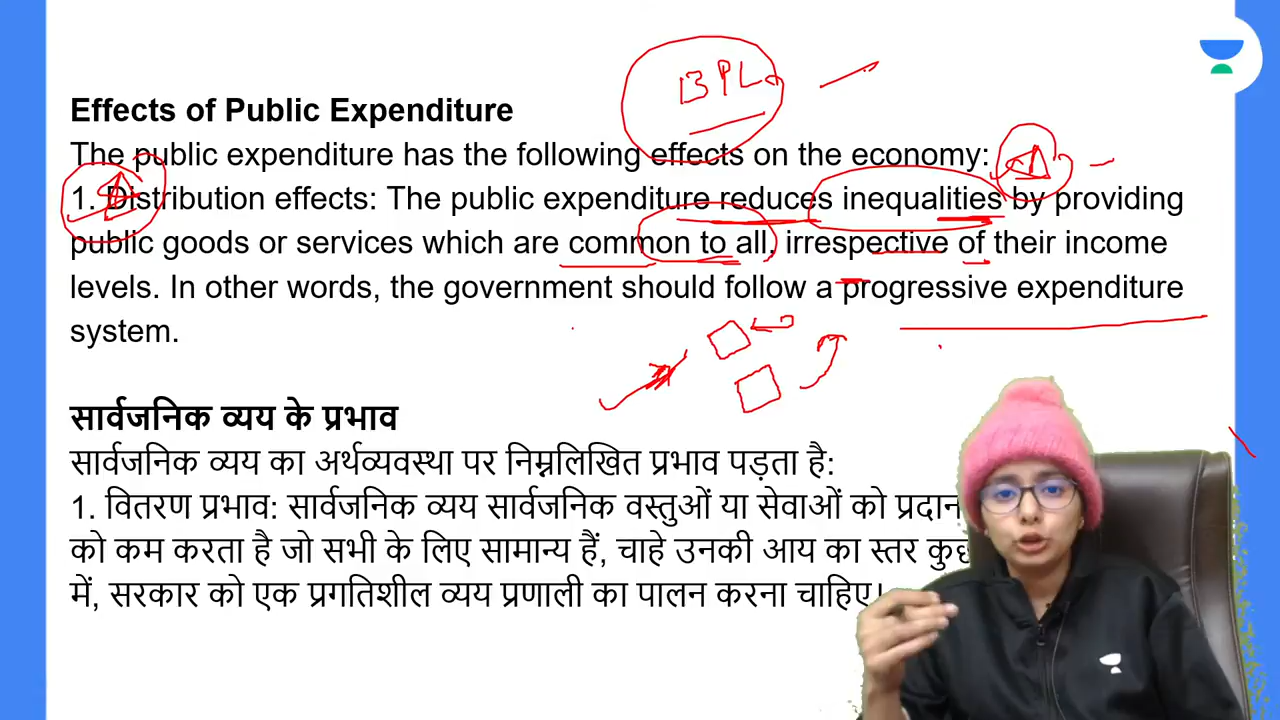 BPL
Effects of Public Expenditure
The public expenditure has the following effects on the economy:
1. Distribution effects: The public expenditure reduces inequalities by providing
public goods or services which are common to all, irrespective of their income
levels. In other words, the government should follow a progressive expenditure
system.
सार्वजनिक व्यय के प्रभाव
सार्वजनिक व्यय का अर्थव्यवस्था पर निम्नलिखित प्रभाव पड़ता है:
1. वितरण प्रभाव: सार्वजनिक व्यय सार्वजनिक वस्तुओं या सेवाओं को प्रदान
को कम करता है जो सभी के लिए सामान्य हैं, चाहे उनकी आय का स्तर
में, सरकार को एक प्रगतिशील व्यय प्रणाली का पालन करना चाहिए।